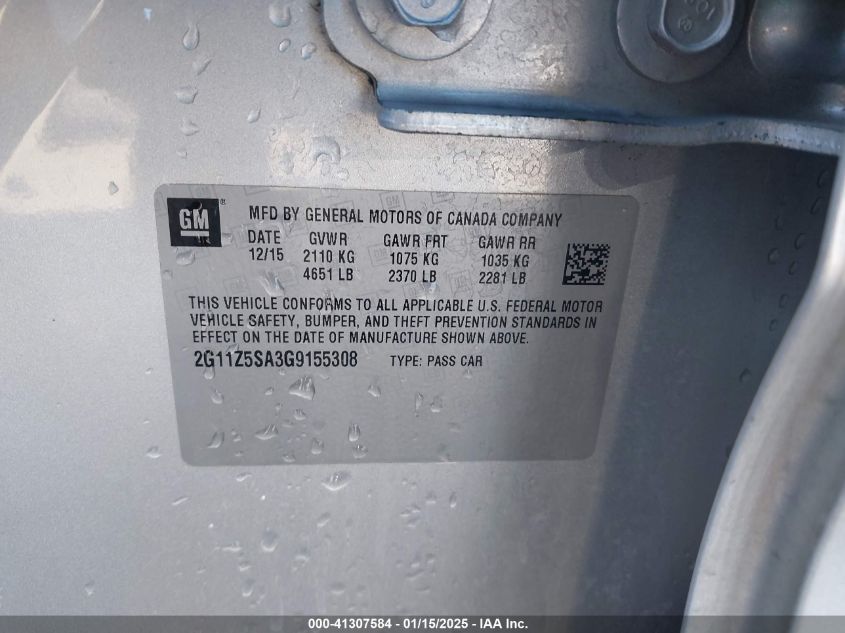 GM ®
MFD BY GENERAL MOTORS OF CANADA COMPANY
DATE GVWR GAWR FRT GAWR RR
12/15 2110 KG 1075 KG 1035 KG
4651 LB 2370 LB 2281 LB
THIS VEHICLE CONFORMS TO ALL APPLICABLE U.S. FEDERAL MOTOR
VEHICLE SAFETY, BUMPER, AND THEFT PREVENTION STANDARDS IN
EFFECT ON THE DATE OF MANUFACTURE SHOWN ABOVE.
2G11Z5SA3G9155308 TYPE: PASS CAR
000-41307584 - 01/15/2025 - IAA Inc.